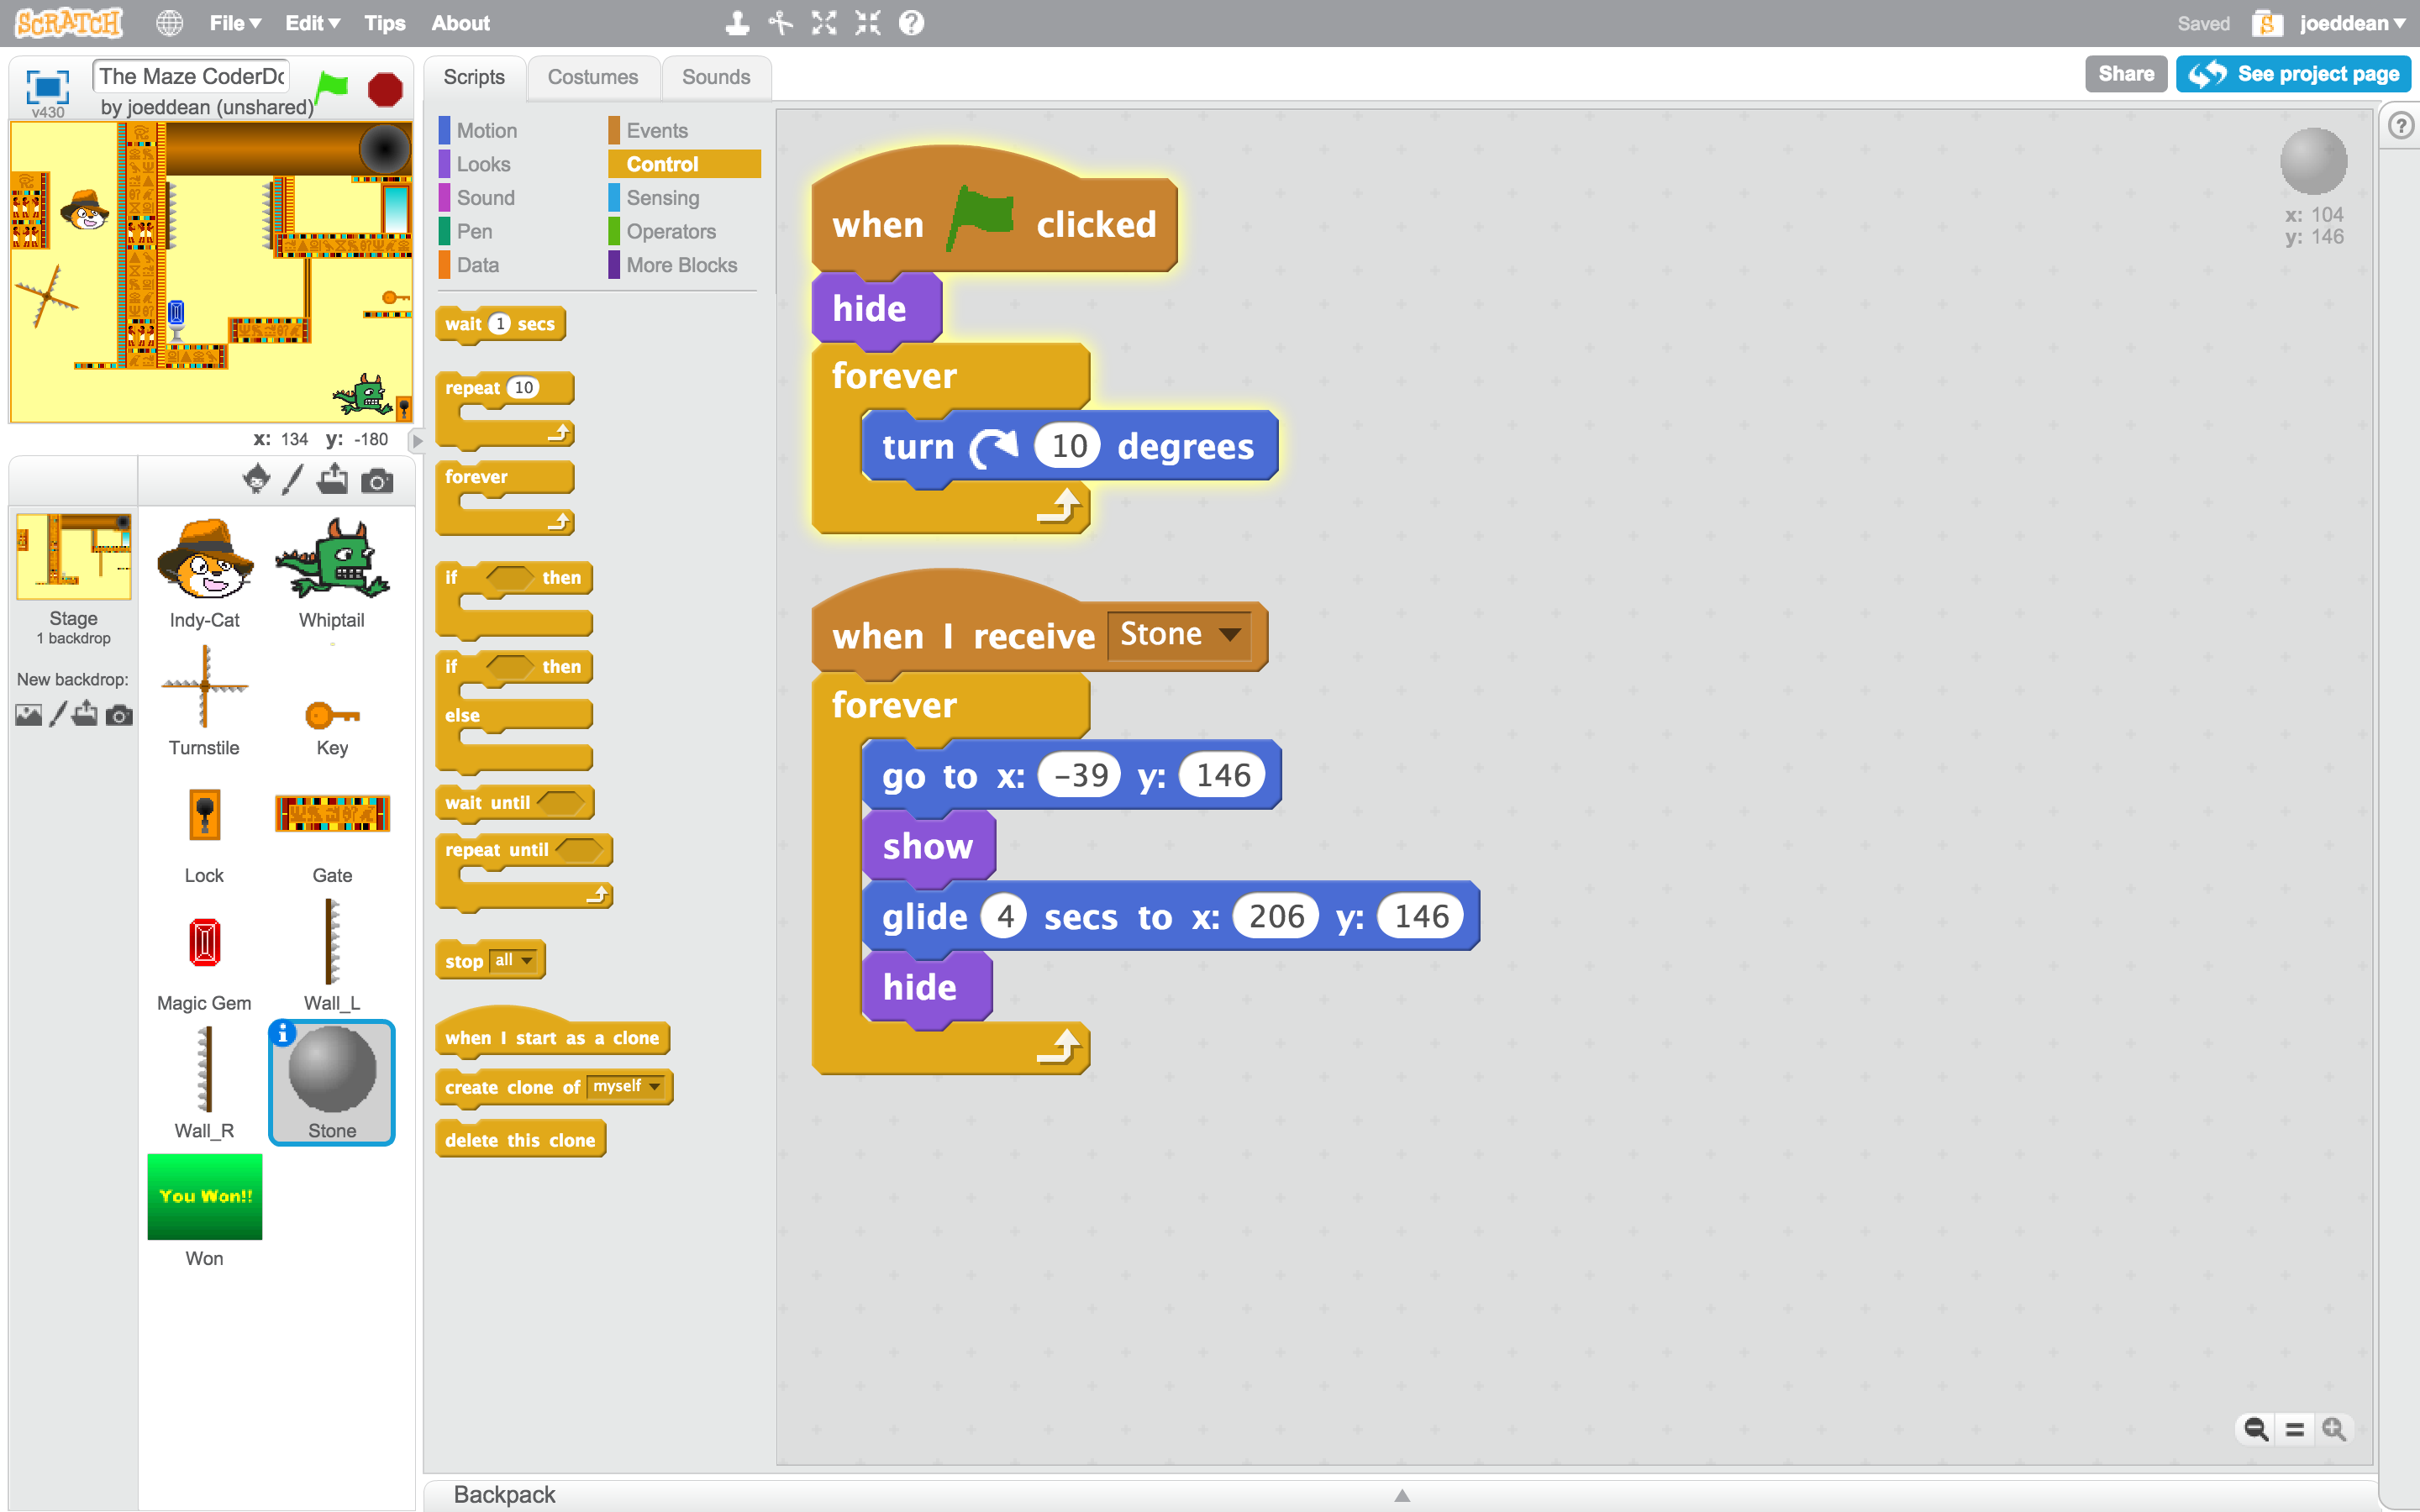 SCRATCH File Edit Tips About Saved S joeddean
The Maze CoderDo
by joeddean (unshared)
v430
x: 134 y: -180
Scripts Costumes Sounds
Share See project page
Motion Events
Looks Control
Sound Sensing
Pen Operators
Data More Blocks
wait 1 secs
repeat 10
forever
if then
if then
else
wait until
repeat until
stop all
when I start as a clone
create clone of myself
delete this clone
when clicked
hide
forever
turn 10 degrees
when I receive Stone
forever
go to x: -39 y: 146
show
glide 4 secs to x: 206 y: 146
hide
x: 104
y: 146
Stage
1 backdrop
New backdrop:
Indy-Cat Whiptail
Turnstile Key
Lock Gate
Magic Gem Wall_L
Wall_R Stone
You Won!!
Won
Backpack